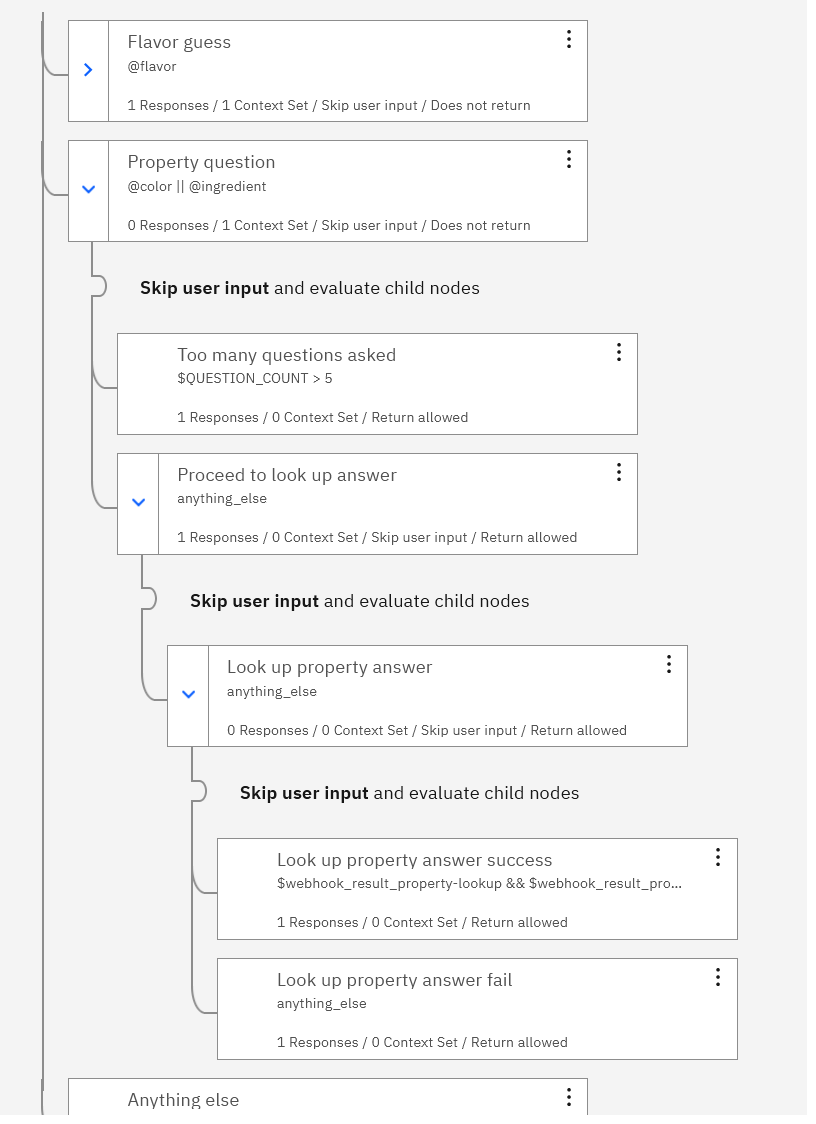 Flavor guess
@flavor
1 Responses / 1 Context Set / Skip user input / Does not return
Property question
@color || @ingredient
0 Responses / 1 Context Set / Skip user input / Does not return
Skip user input and evaluate child nodes
Too many questions asked
$QUESTION_COUNT > 5
1 Responses / 0 Context Set / Return allowed
Proceed to look up answer
anything_else
1 Responses / 0 Context Set / Skip user input / Return allowed
Skip user input and evaluate child nodes
Look up property answer
anything_else
0 Responses / 0 Context Set / Skip user input / Return allowed
Skip user input and evaluate child nodes
Look up property answer success
$webhook_result_property-lookup && $webhook_result_pro...
1 Responses / 0 Context Set / Return allowed
Look up property answer fail
anything_else
1 Responses / 0 Context Set / Return allowed
Anything else